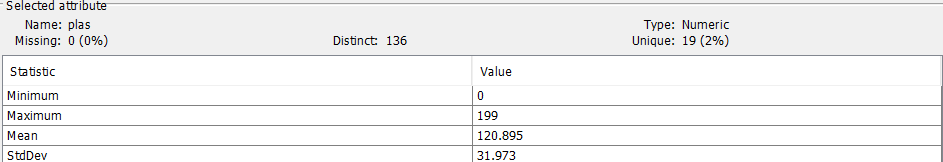 Selected attribute
Name: plas Type: Numeric
Missing: 0 (0%) Distinct: 136 Unique: 19 (2%)
Statistic Value
Minimum 0
Maximum 199
Mean 120.895
StdDev 31.973